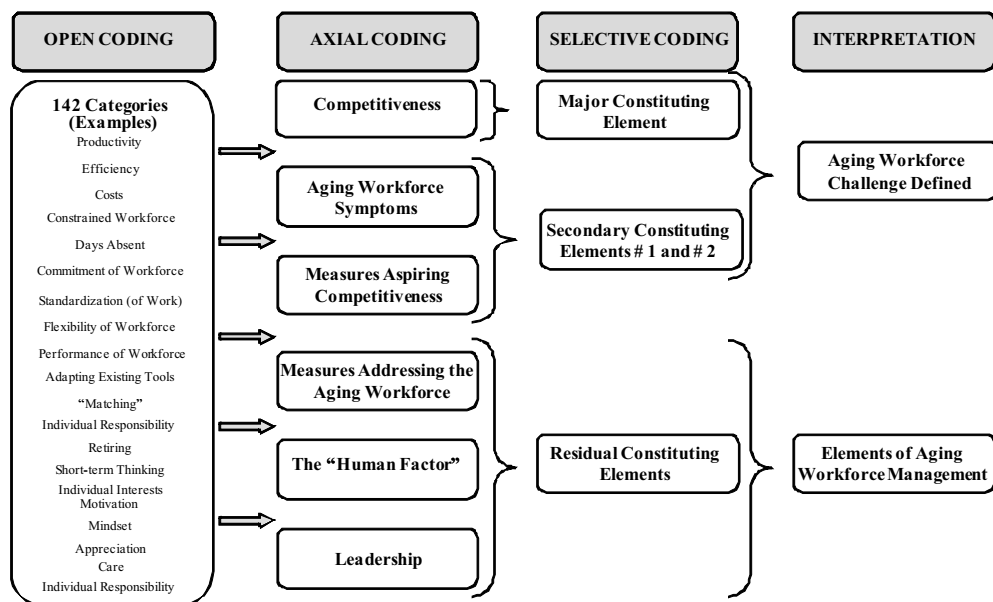 OPEN CODING
AXIAL CODING
SELECTIVE CODING
INTERPRETATION
142 Categories
(Examples)
Productivity
Efficiency
Costs
Constrained Workforce
Days Absent
Commitment of Workforce
Standardization (of Work)
Flexibility of Workforce
Performance of Workforce
Adapting Existing Tools
“Matching”
Individual Responsibility
Retiring
Short-term Thinking
Individual Interests
Motivation
Mindset
Appreciation
Care
Individual Responsibility
Competitiveness
Aging Workforce
Symptoms
Measures Aspiring
Competitiveness
Measures Addressing the
Aging Workforce
The “Human Factor”
Leadership
Major Constituting
Element
Secondary Constituting
Elements # 1 and # 2
Residual Constituting
Elements
Aging Workforce
Challenge Defined
Elements of Aging
Workforce Management